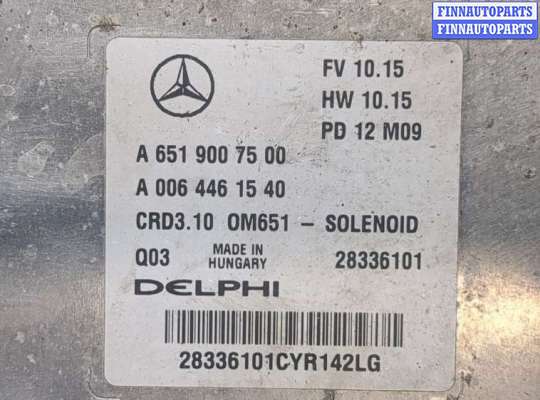 FINNAUTOPARTS
FINNAUTOPARTS
FV 10.15
HW 10.15
PD 12 M09
A 651 900 75 00
A 006 446 15 40
CRD3.10 OM651 - SOLENOID
Q03 MADE IN HUNGARY 28336101
DELPHI
28336101CYR142LG